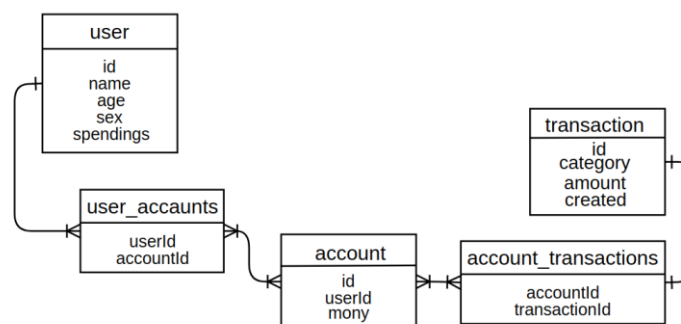 user
id
name
age
sex
spendings
transaction
id
category
amount
created
user_accaunts
userId
accountId
account
id
userId
mony
account_transactions
accountId
transactionId